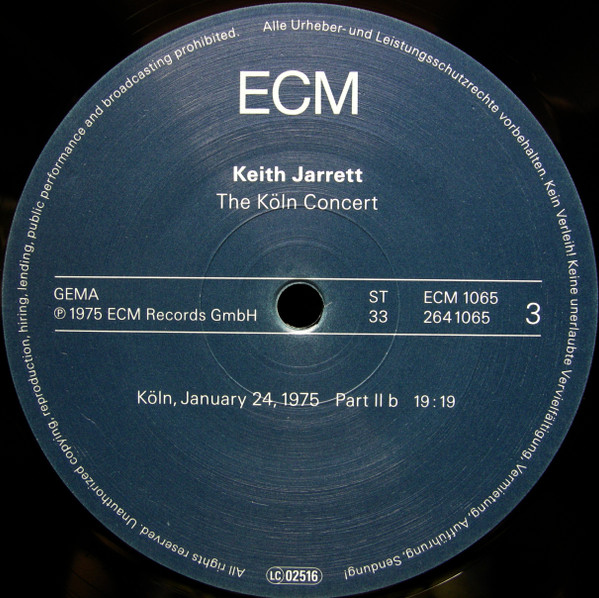 ECM
Keith Jarrett
The Köln Concert
GEMA
℗ 1975 ECM Records GmbH
ST
33
ECM 1065
2641065
3
Köln, January 24, 1975 Part II b 19:19
Alle Urheber- und Leistungsschutzrechte vorbehalten. Kein Verleih! Keine unerlaubte Vervielfältigung, Vermietung, Aufführung, Sendung!
LC 02516
All rights reserved. Unauthorized copying, reproduction, hiring, lending, public performance and broadcasting prohibited.